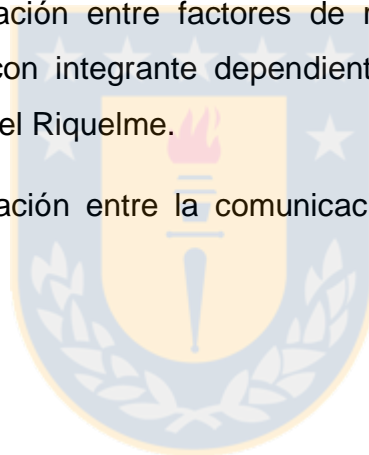 ación entre factores de r
con integrante dependient
el Riquelme.
ación entre la comunicac